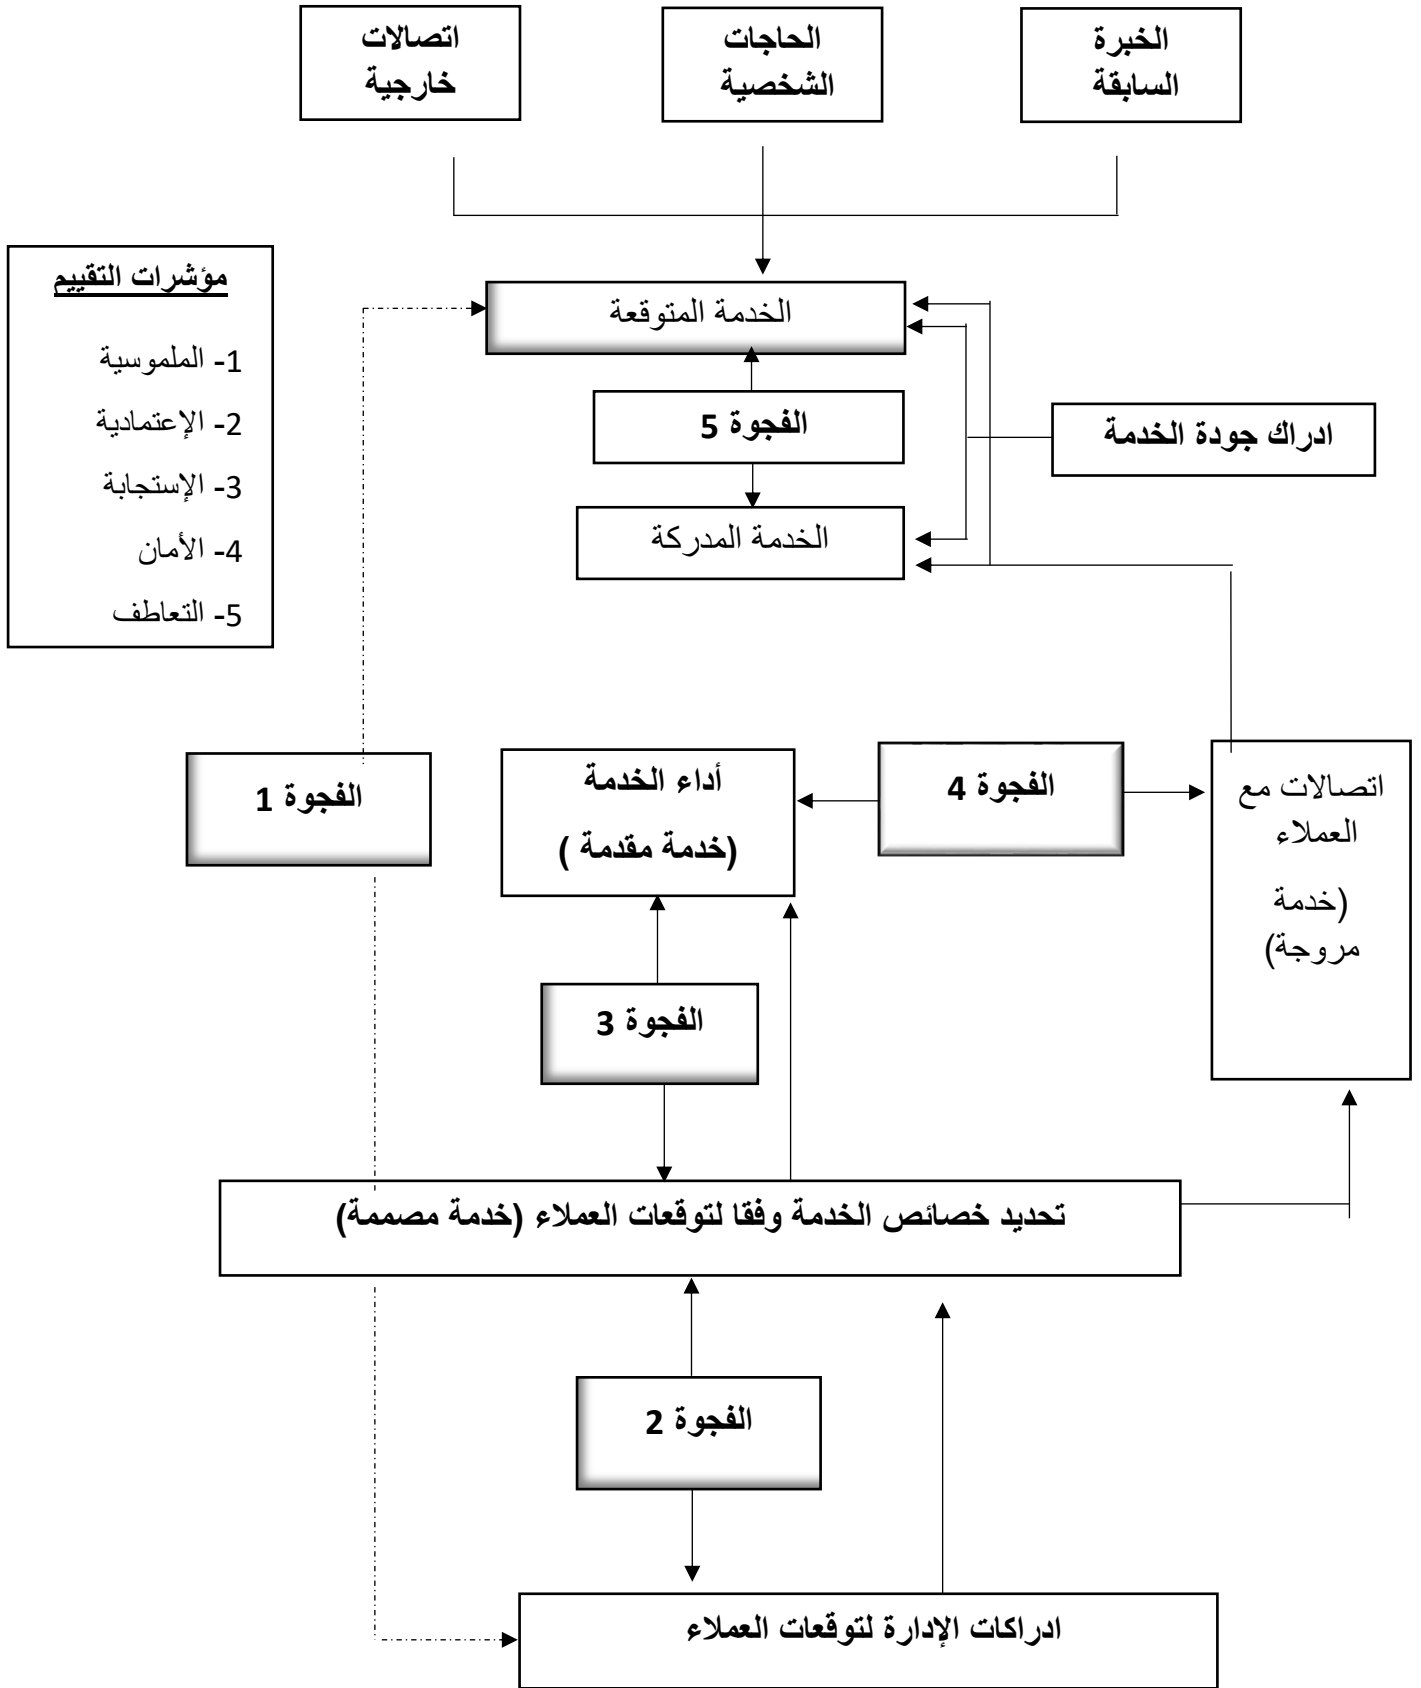 الخبرة
السابقة
الحاجات
الشخصية
اتصالات
خارجية
مؤشرات التقييم
1- الملموسية
2- الإعتمادية
3- الإستجابة
4- الأمان
5- التعاطف
الخدمة المتوقعة
الفجوة 5
ادراك جودة الخدمة
الخدمة المدركة
اتصالات مع
العملاء
(خدمة
مروجة)
الفجوة 4
أداء الخدمة
(خدمة مقدمة )
الفجوة 1
الفجوة 3
تحديد خصائص الخدمة وفقا لتوقعات العملاء (خدمة مصممة)
الفجوة 2
ادراكات الإدارة لتوقعات العملاء